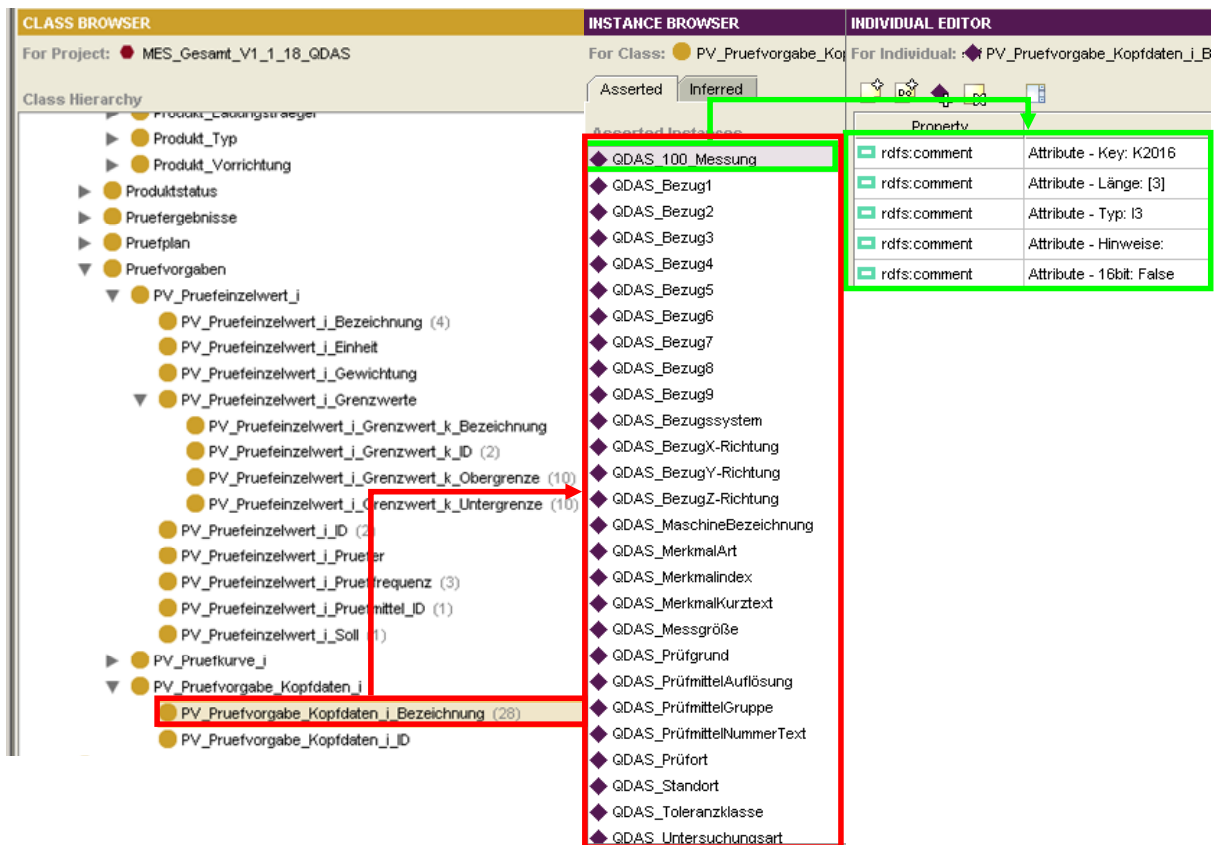 CLASS BROWSER
For Project: MES_Gesamt_V1_1_18_QDAS
Class Hierarchy
Produkt_Ladungstraeger
Produkt_Typ
Produkt_Vorrichtung
Produktstatus
Pruefergebnisse
Pruefplan
Pruefvorgaben
PV_Pruefeinzelwert_i
PV_Pruefeinzelwert_i_Bezeichnung (4)
PV_Pruefeinzelwert_i_Einheit
PV_Pruefeinzelwert_i_Gewichtung
PV_Pruefeinzelwert_i_Grenzwerte
PV_Pruefeinzelwert_i_Grenzwert_k_Bezeichnung
PV_Pruefeinzelwert_i_Grenzwert_k_ID (2)
PV_Pruefeinzelwert_i_Grenzwert_k_Obergrenze (10)
PV_Pruefeinzelwert_i_Grenzwert_k_Untergrenze (10)
PV_Pruefeinzelwert_i_ID (2)
PV_Pruefeinzelwert_i_Pruefer
PV_Pruefeinzelwert_i_Prueffrequenz (3)
PV_Pruefeinzelwert_i_Pruefmittel_ID (1)
PV_Pruefeinzelwert_i_Soll (1)
PV_Pruefkurve_i
PV_Pruefvorgabe_Kopfdaten_i
PV_Pruefvorgabe_Kopfdaten_i_Bezeichnung (28)
PV_Pruefvorgabe_Kopfdaten_i_ID
INSTANCE BROWSER
For Class: PV_Pruefvorgabe_Ko
Asserted Inferred
Asserted Instances
QDAS_100_Messung
QDAS_Bezug1
QDAS_Bezug2
QDAS_Bezug3
QDAS_Bezug4
QDAS_Bezug5
QDAS_Bezug6
QDAS_Bezug7
QDAS_Bezug8
QDAS_Bezug9
QDAS_Bezugssystem
QDAS_BezugX-Richtung
QDAS_BezugY-Richtung
QDAS_BezugZ-Richtung
QDAS_MaschineBezeichnung
QDAS_MerkmalArt
QDAS_Merkmalindex
QDAS_MerkmalKurztext
QDAS_Messgröße
QDAS_Prüfgrund
QDAS_PrüfmittelAuflösung
QDAS_PrüfmittelGruppe
QDAS_PrüfmittelNummerText
QDAS_Prüfort
QDAS_Standort
QDAS_Toleranzklasse
QDAS_Untersuchungsart
INDIVIDUAL EDITOR
For Individual: PV_Pruefvorgabe_Kopfdaten_i_B
Property
rdfs:comment Attribute - Key: K2016
rdfs:comment Attribute - Länge: [3]
rdfs:comment Attribute - Typ: I3
rdfs:comment Attribute - Hinweise:
rdfs:comment Attribute - 16bit: False